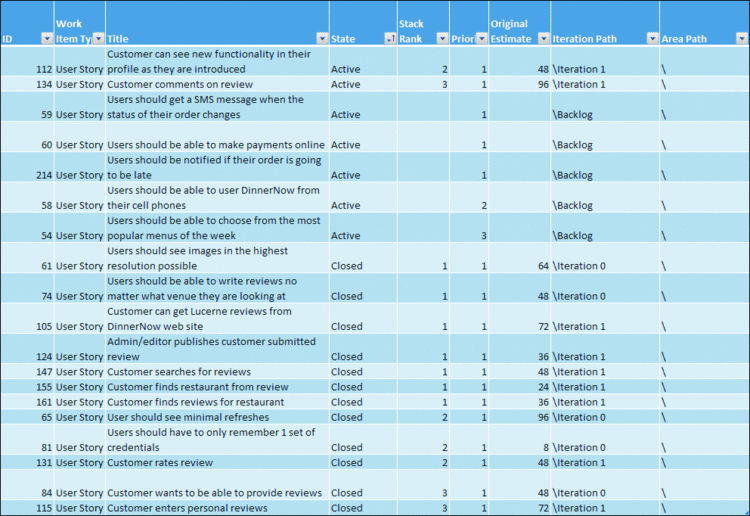 ID Work Item Ty Title State Stack Rank Prior Original Estimate Iteration Path Area Path
Customer can see new functionality in their
112 User Story profile as they are introduced Active 2 1 48 \Iteration 1 \
134 User Story Customer comments on review Active 3 1 96 \Iteration 1 \
Users should get a SMS message when the
59 User Story status of their order changes Active 1 \Backlog \
60 User Story Users should be able to make payments online Active 1 \Backlog \
Users should be notified if their order is going
214 User Story to be late Active 1 \Backlog \
Users should be able to user DinnerNow from
58 User Story their cell phones Active 2 \Backlog \
Users should be able to choose from the most
54 User Story popular menus of the week Active 3 \Backlog \
Users should see images in the highest
61 User Story resolution possible Closed 1 1 64 \Iteration 0 \
Users should be able to write reviews no
74 User Story matter what venue they are looking at Closed 1 1 48 \Iteration 0 \
Customer can get Lucerne reviews from
105 User Story DinnerNow web site Closed 1 1 72 \Iteration 1 \
Admin/editor publishes customer submitted
124 User Story review Closed 1 1 36 \Iteration 1 \
147 User Story Customer searches for reviews Closed 1 1 48 \Iteration 1 \
155 User Story Customer finds restaurant from review Closed 1 1 24 \Iteration 1 \
161 User Story Customer finds reviews for restaurant Closed 1 1 36 \Iteration 1 \
65 User Story User should see minimal refreshes Closed 2 1 96 \Iteration 0 \
Users should have to only remember 1 set of
81 User Story credentials Closed 2 1 8 \Iteration 0 \
131 User Story Customer rates review Closed 2 1 48 \Iteration 1 \
84 User Story Customer wants to be able to provide reviews Closed 3 1 48 \Iteration 0 \
115 User Story Customer enters personal reviews Closed 3 1 72 \Iteration 1 \